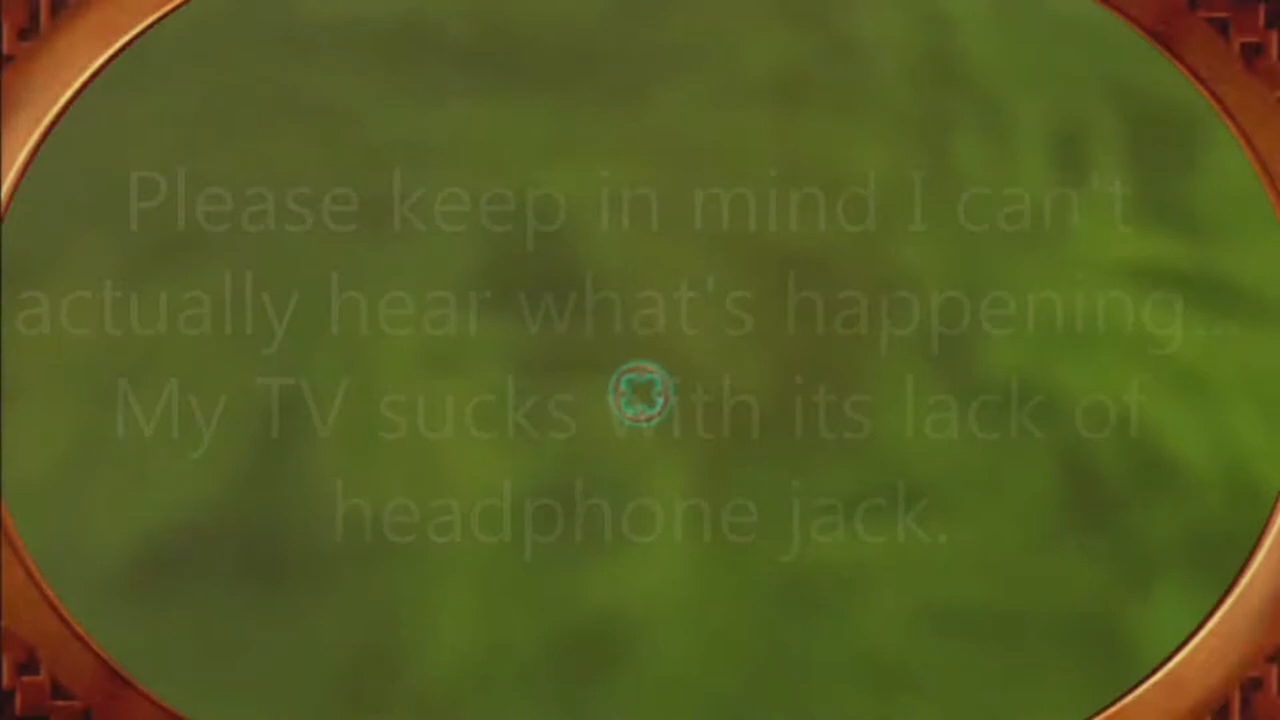 Please keep in mind I can't
actually hear what's happening...
My TV sucks with its lack of
headphone jack.